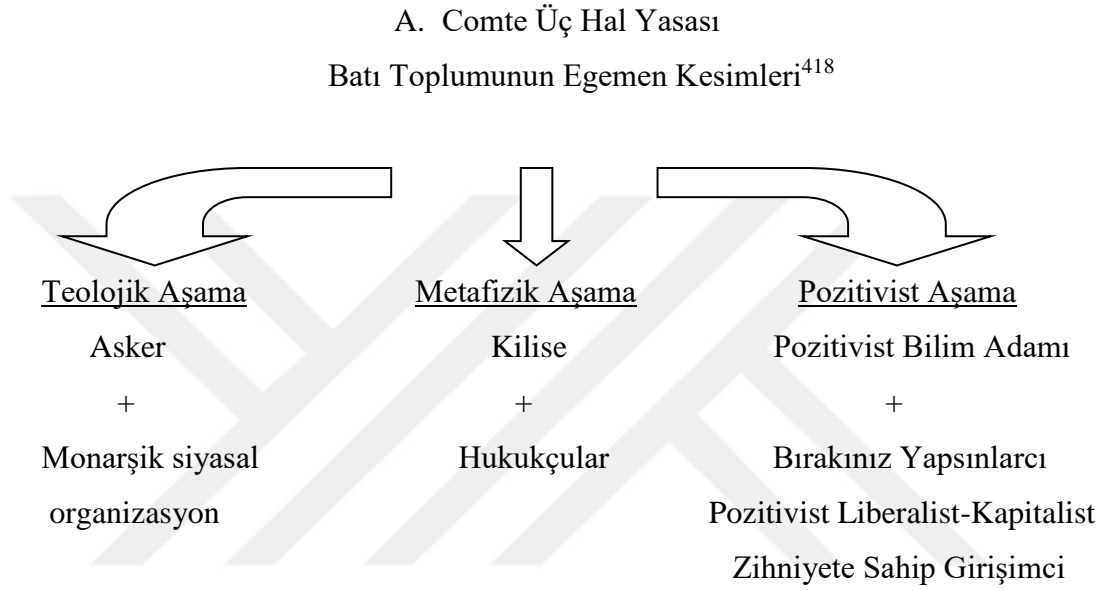 A. Comte Üç Hal Yasası
Batı Toplumunun Egemen Kesimleri418
Teolojik Aşama
Asker
+
Monarşik siyasal
organizasyon
Metafizik Aşama
Kilise
+
Hukukçular
Pozitivist Aşama
Pozitivist Bilim Adamı
+
Bırakınız Yapsınlarcı
Pozitivist Liberalist-Kapitalist
Zihniyete Sahip Girişimci